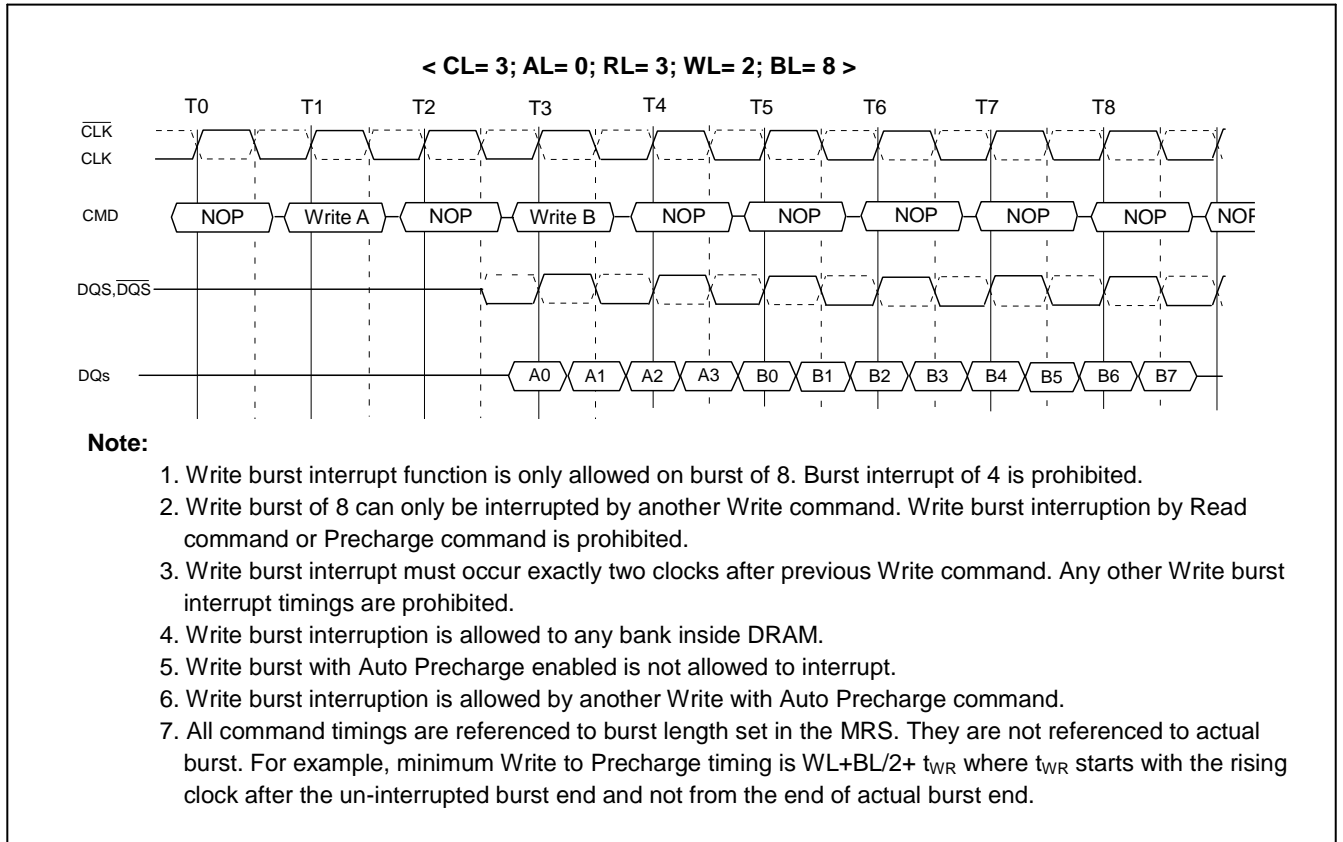 < CL= 3; AL= 0; RL= 3; WL= 2; BL= 8 >
T0 T1 T2 T3 T4 T5 T6 T7 T8
CLK
CLK
CMD NOP Write A NOP Write B NOP NOP NOP NOP NOP NOP
DQS,DQS
DQs A0 A1 A2 A3 B0 B1 B2 B3 B4 B5 B6 B7
Note:
1. Write burst interrupt function is only allowed on burst of 8. Burst interrupt of 4 is prohibited.
2. Write burst of 8 can only be interrupted by another Write command. Write burst interruption by Read
command or Precharge command is prohibited.
3. Write burst interrupt must occur exactly two clocks after previous Write command. Any other Write burst
interrupt timings are prohibited.
4. Write burst interruption is allowed to any bank inside DRAM.
5. Write burst with Auto Precharge enabled is not allowed to interrupt.
6. Write burst interruption is allowed by another Write with Auto Precharge command.
7. All command timings are referenced to burst length set in the MRS. They are not referenced to actual
burst. For example, minimum Write to Precharge timing is WL+BL/2+ tWR where tWR starts with the rising
clock after the un-interrupted burst end and not from the end of actual burst end.